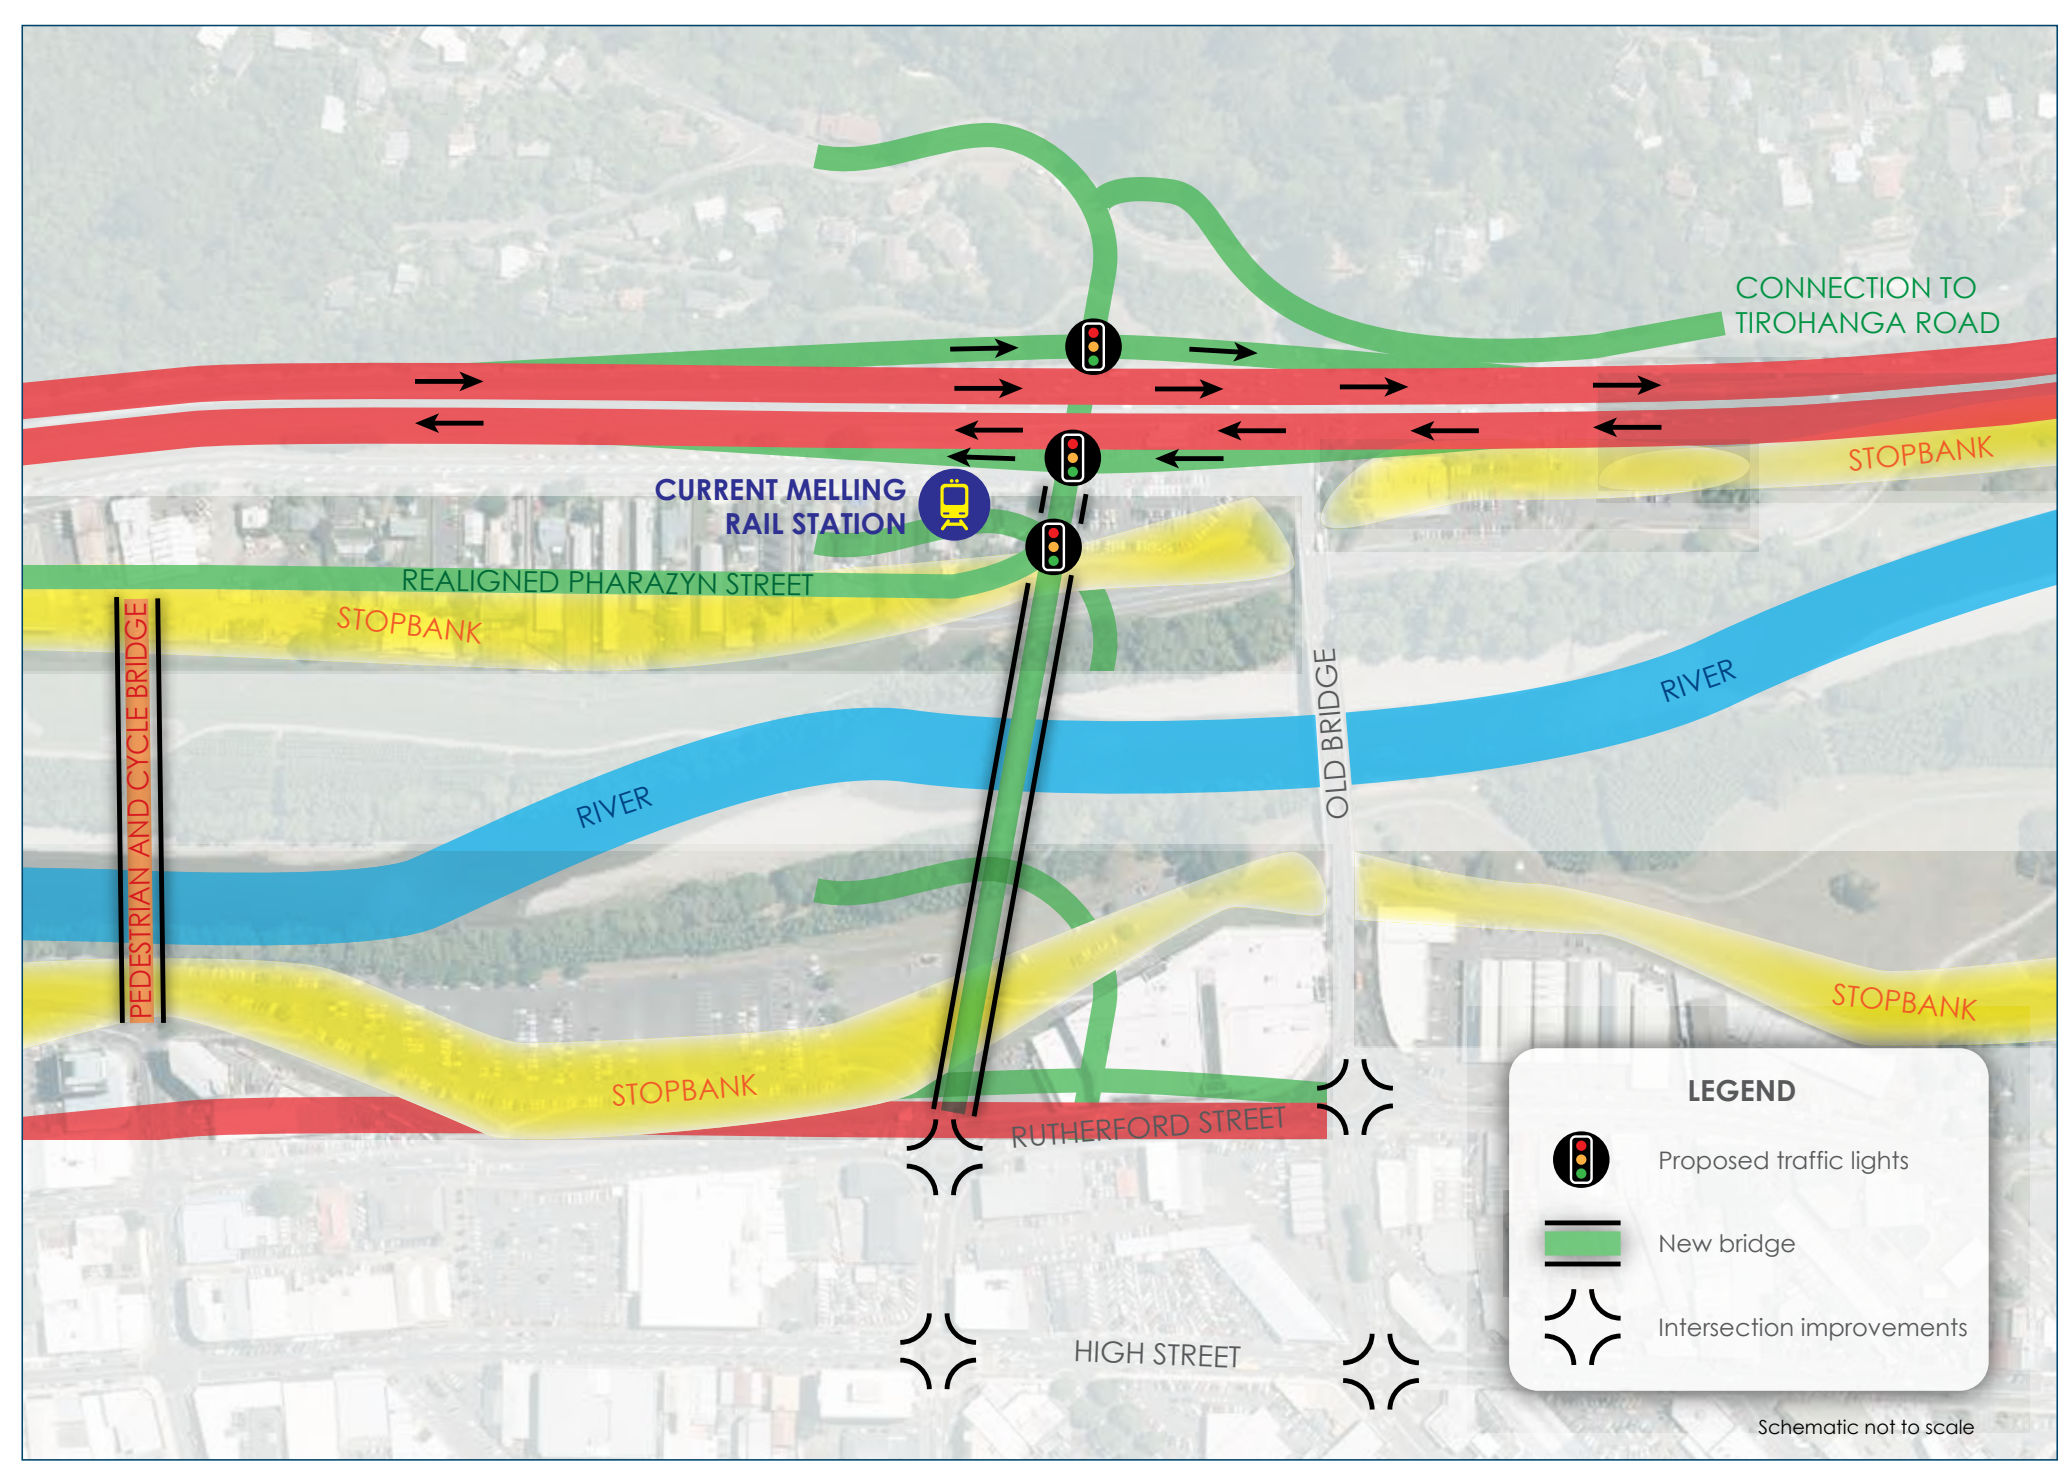 CONNECTION TO
TIROHANGA ROAD
STOPBANK
CURRENT MELLING
RAIL STATION
REALIGNED PHARAZYN STREET
STOPBANK
PEDESTRIAN AND CYCLE BRIDGE
OLD BRIDGE
RIVER
RIVER
STOPBANK
STOPBANK
RUTHERFORD STREET
HIGH STREET
LEGEND
Proposed traffic lights
New bridge
Intersection improvements
Schematic not to scale